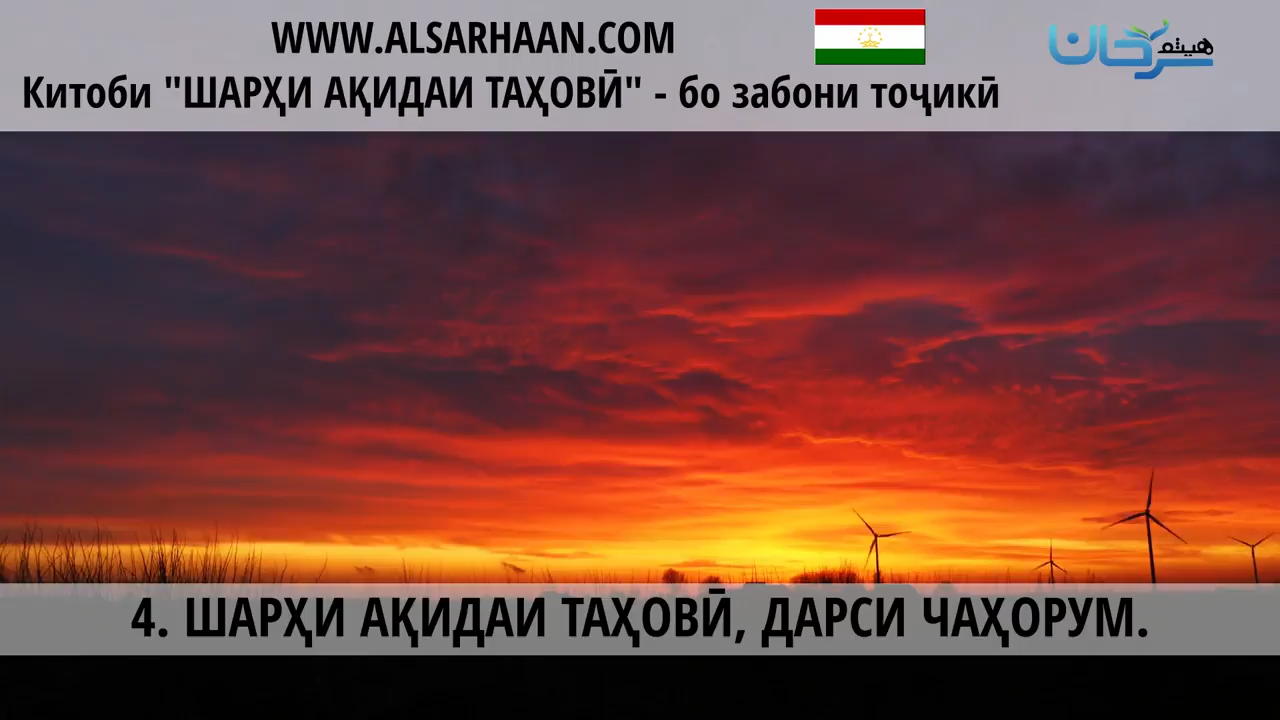 WWW.ALSARHAAN.COM
هيثم سرحان
Китоби "ШАРҲИ АҚИДАИ ТАҲОВӢ" - бо забони тоҷикӣ
4. ШАРҲИ АҚИДАИ ТАҲОВӢ, ДАРСИ ЧАҲОРУМ.